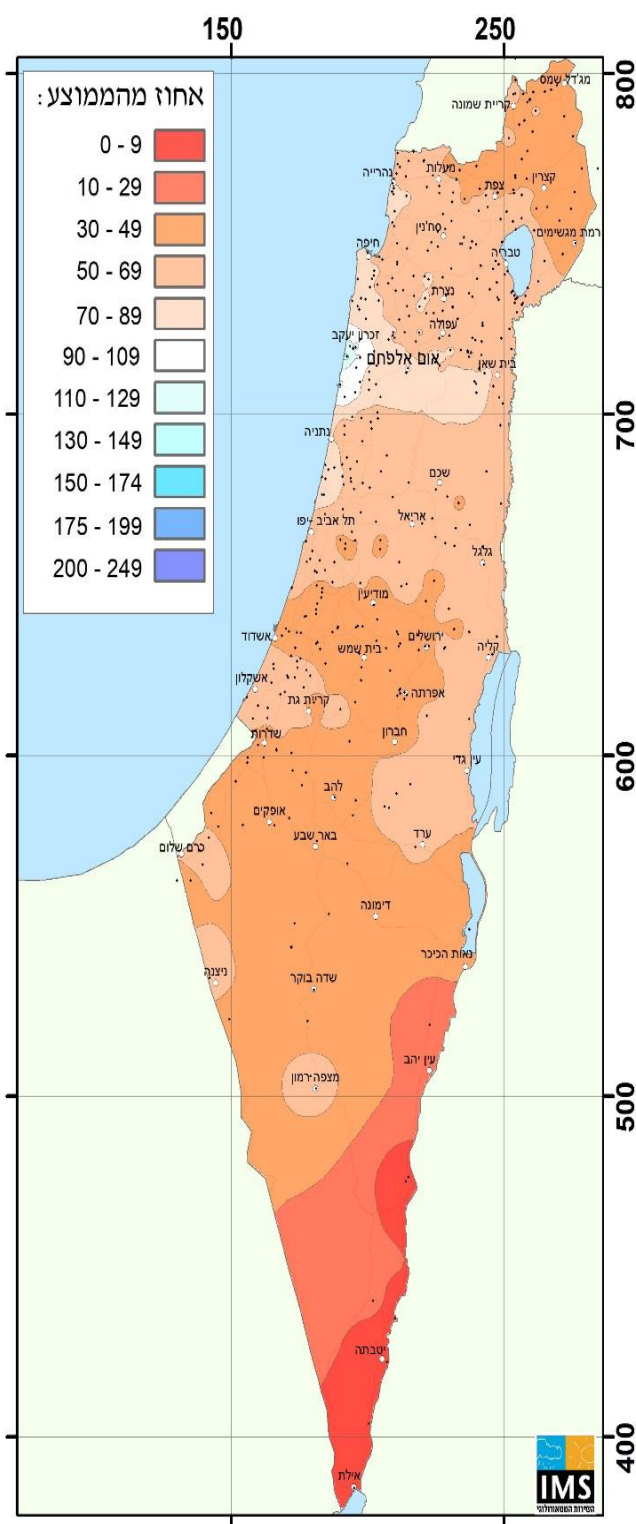 150 250
אחוז מהממוצע:
0 - 9
10 - 29
30 - 49
50 - 69
70 - 89
90 - 109
110 - 129
130 - 149
150 - 174
175 - 199
200 - 249
800
מג'דל שמס
קריית שמונה
נהרייה
מעלות
צפת
קצרין
סח'נין
חיפה
טבריה
רמת מגשימים
נצרת
עפולה
זכרון יעקב
אום אלפחם
בית שאן
700
נתניה
שכם
תל אביב -יפו
אריאל
גלגל
מודיעין
אשדוד
ירושלים
בית שמש
קליה
אשקלון
אפרתה
קריות גת
שדרות
חברון
600
עין גדי
להב
אופקים
באר שבע
ערד
כרם שלום
דימונה
נאות הכיכר
ניצנה
שדה בוקר
עין יהב
מצפה רמון
500
יטבתה
400
אילת
IMS
השירות המטאורולוגי